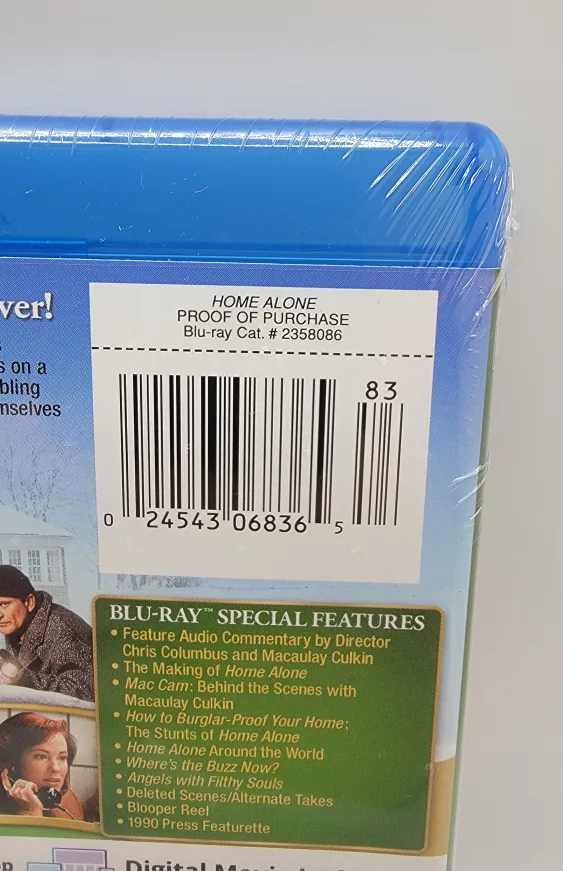 ver!
s on a
bling
nselves
HOME ALONE
PROOF OF PURCHASE
Blu-ray Cat. # 2358086
83
0 24543 06836 5
BLU-RAY™ SPECIAL FEATURES
• Feature Audio Commentary by Director
Chris Columbus and Macaulay Culkin
• The Making of Home Alone
• Mac Cam: Behind the Scenes with
Macaulay Culkin
• How to Burglar-Proof Your Home:
The Stunts of Home Alone
• Home Alone Around the World
• Where's the Buzz Now?
• Angels with Filthy Souls
• Deleted Scenes/Alternate Takes
• Blooper Reel
• 1990 Press Featurette
Digital